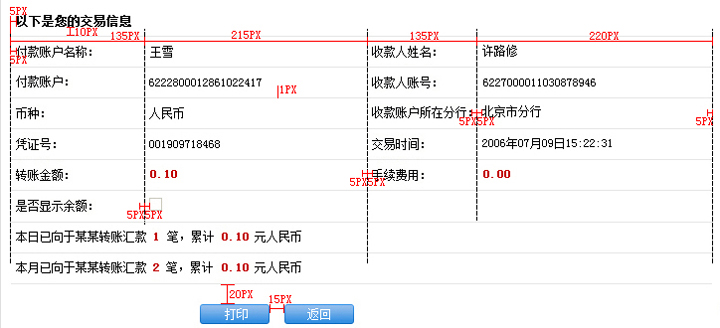 5PX
以下是您的交易信息
110PX 135PX 215PX 135PX 220PX
付款账户名称: 王雪 收款人姓名: 许路修
5PX
付款账户: 6222800012861022417 收款人账号: 6227000011030878946
1PX
币种: 人民币 收款账户所在分行: 北京市分行
5PX 5PX 5PX
凭证号: 001909718468 交易时间: 2006年07月09日15:22:31
转账金额: 0.10 手续费用: 0.00
5PX 5PX
是否显示余额:
5PX 5PX
本日已向于某某转账汇款 1 笔，累计 0.10 元人民币
本月已向于某某转账汇款 2 笔，累计 0.10 元人民币
20PX 15PX
打印 返回